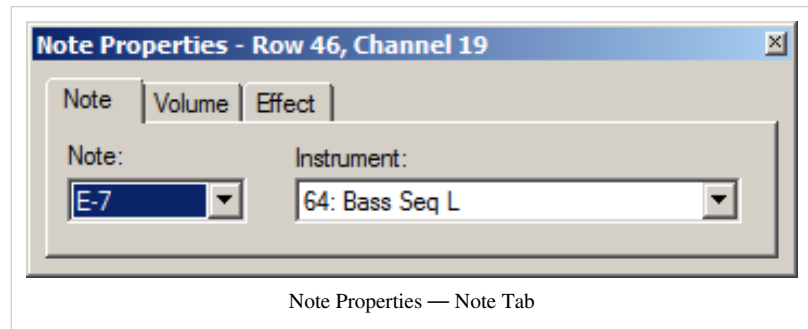 Note Properties - Row 46, Channel 19
Note Volume Effect
Note: Instrument:
E-7 64: Bass Seq L
Note Properties — Note Tab